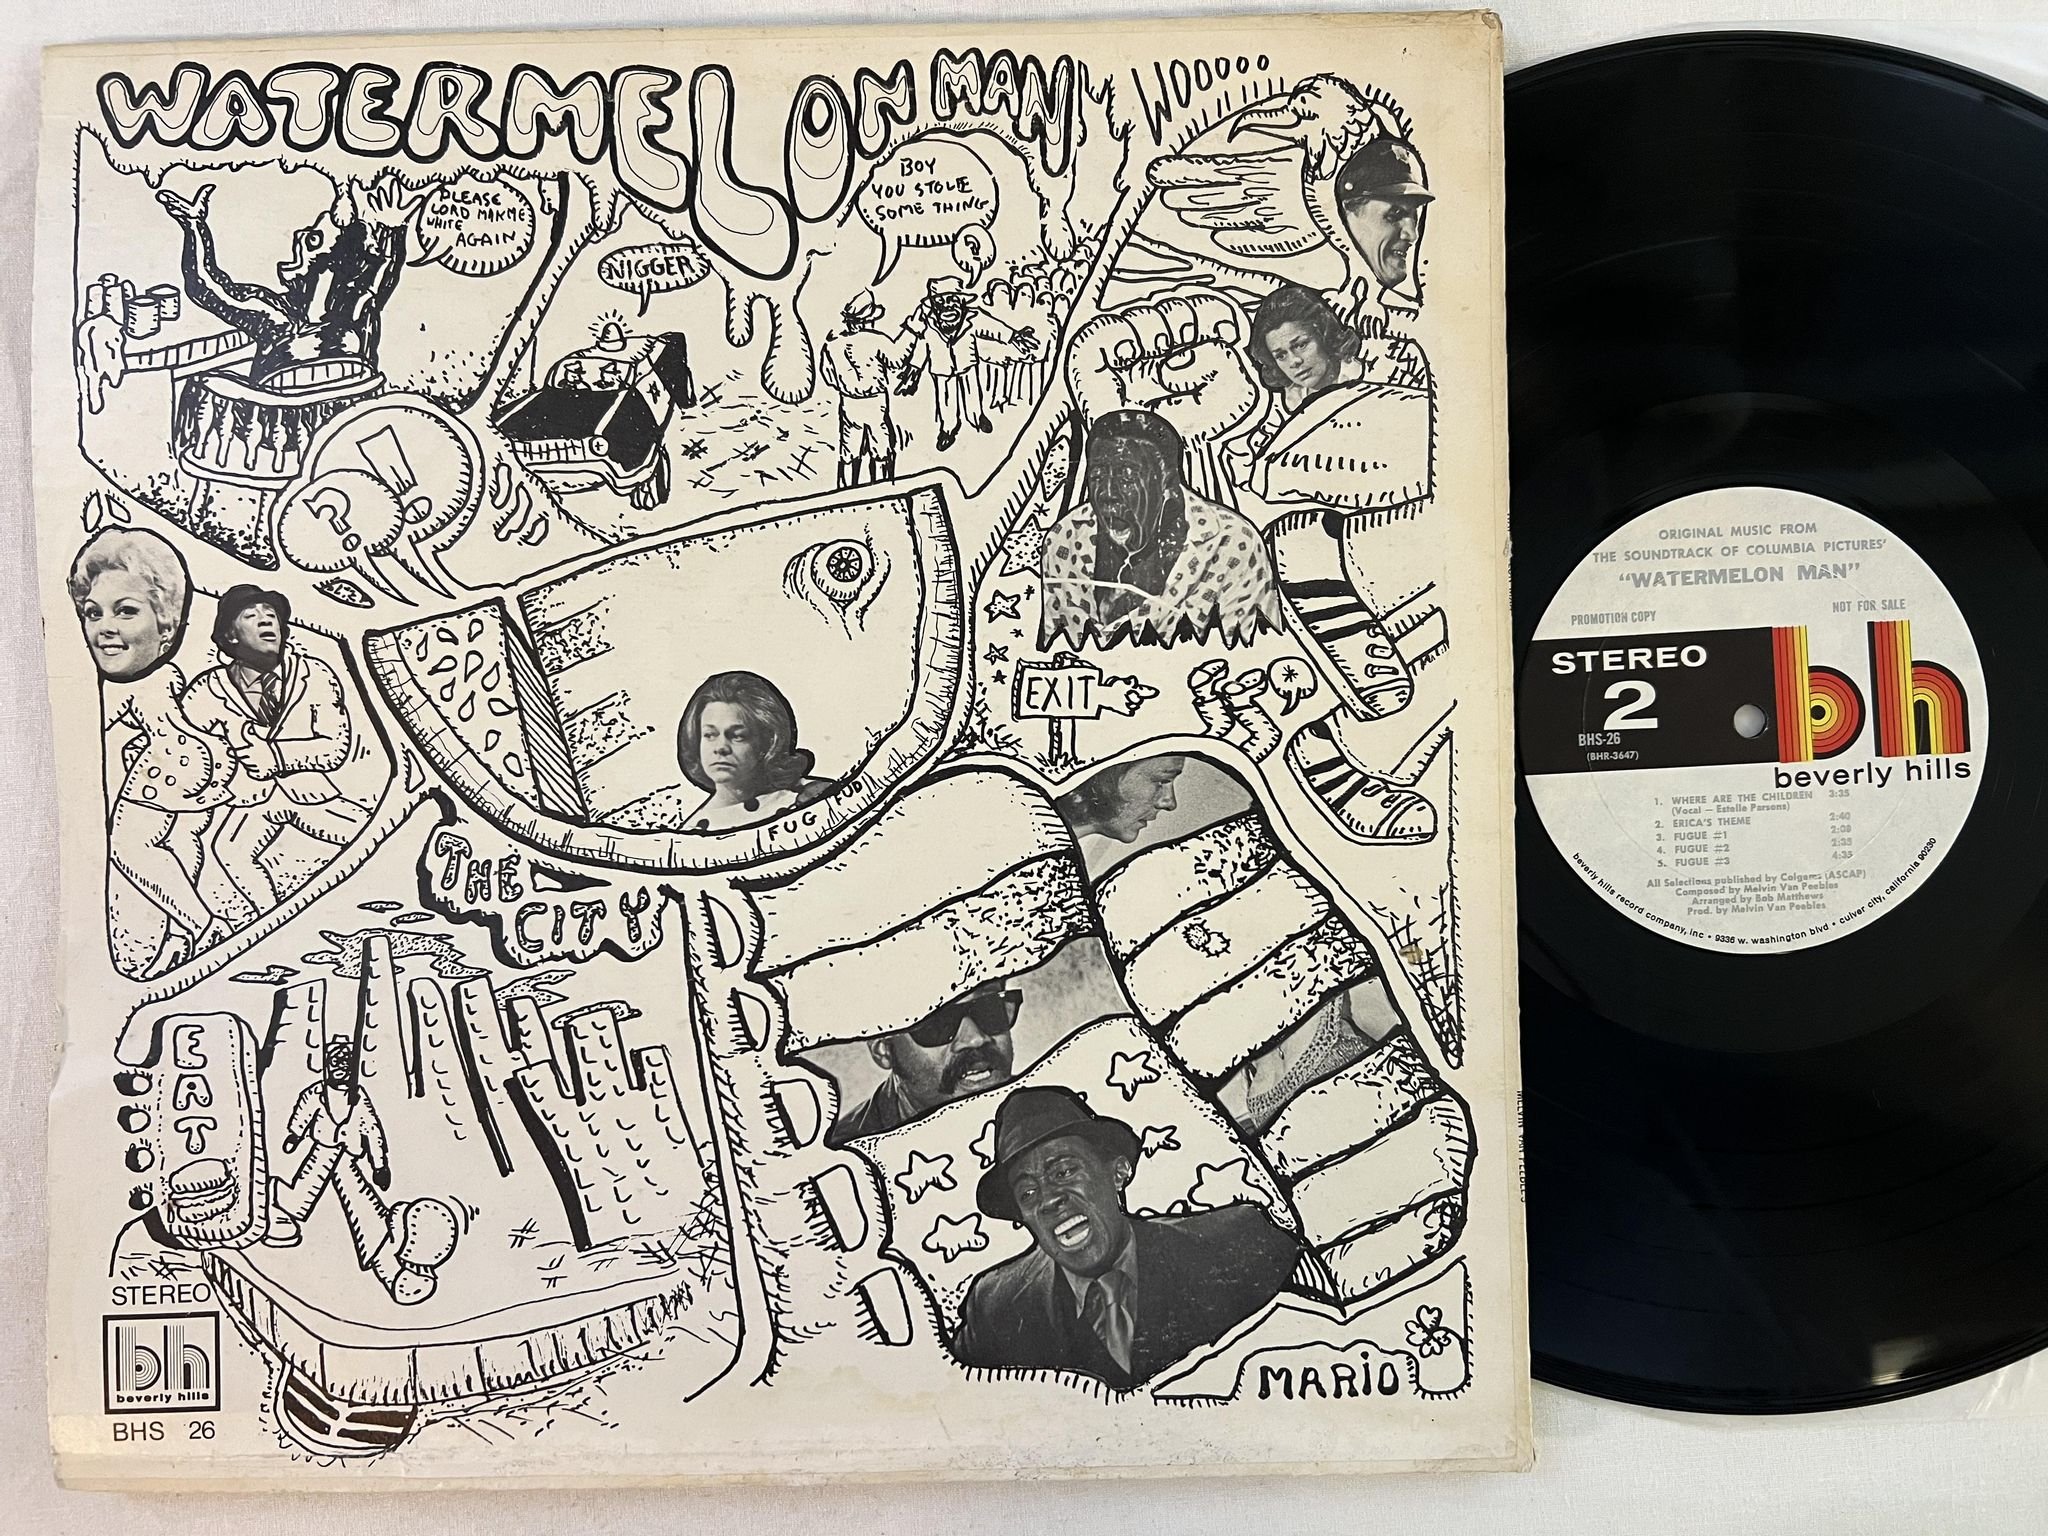 WATERMELON MAN
WOOOOO
PLEASE
LORD MAKE ME
WHITE
AGAIN
NIGGER
BOY
YOU STOLE
SOME THING
?
!
?
EXIT
*
FUG
FUD
THE
CITY
EAT
STEREO
bh
beverly hills
BHS 26
MARIO
MELVIN VAN PEEBLES
ORIGINAL MUSIC FROM
THE SOUNDTRACK OF COLUMBIA PICTURES'
"WATERMELON MAN"
PROMOTION COPY
NOT FOR SALE
STEREO
2
BHS-26
(BHR-3647)
bh
beverly hills
1. WHERE ARE THE CHILDREN 3:35
(Vocal — Estelle Parsons)
2. ERICA'S THEME 2:40
3. FUGUE #1 2:08
4. FUGUE #2 2:35
5. FUGUE #3 4:35
All Selections published by Colgems (ASCAP)
Composed by Melvin Van Peebles
Arranged by Bob Matthews
Prod. by Melvin Van Peebles
beverly hills record company, inc • 9336 w. washington blvd • culver city, california 90230